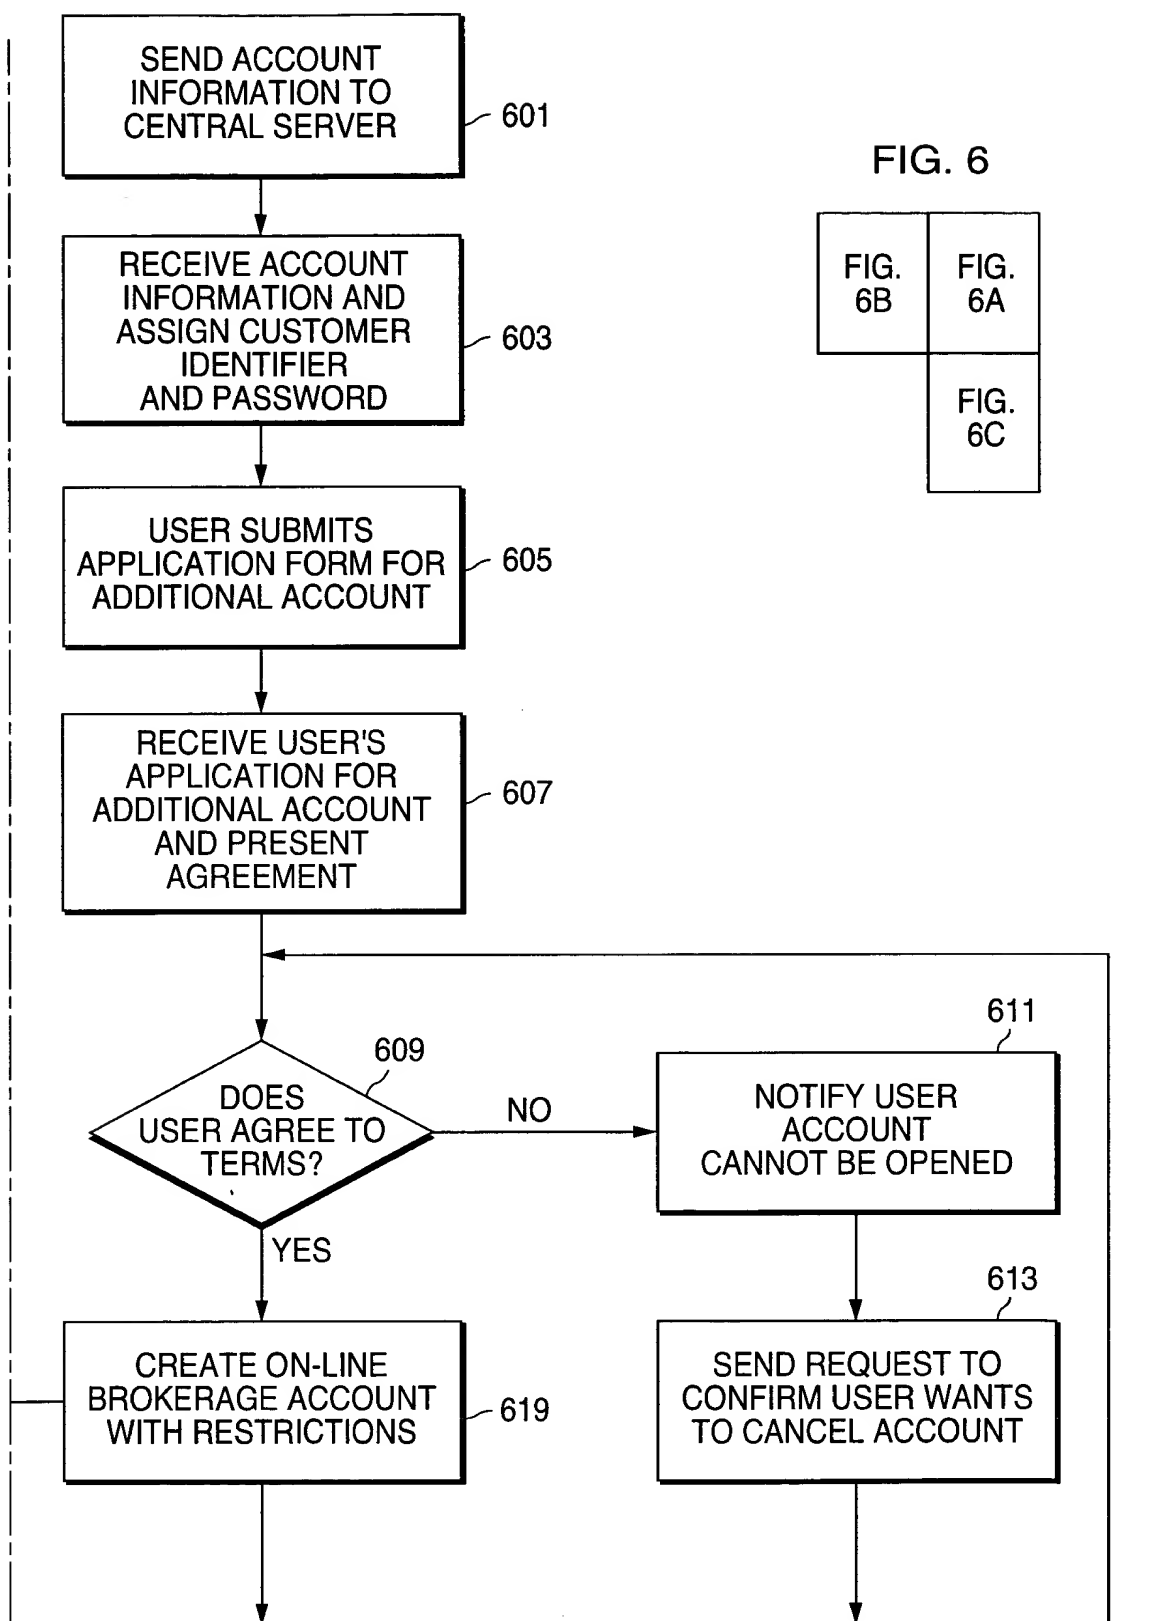 SEND ACCOUNT
INFORMATION TO
CENTRAL SERVER
601
FIG. 6
FIG.
6B
FIG.
6A
FIG.
6C
RECEIVE ACCOUNT
INFORMATION AND
ASSIGN CUSTOMER
IDENTIFIER
AND PASSWORD
603
USER SUBMITS
APPLICATION FORM FOR
ADDITIONAL ACCOUNT
605
RECEIVE USER'S
APPLICATION FOR
ADDITIONAL ACCOUNT
AND PRESENT
AGREEMENT
607
609
DOES
USER AGREE TO
TERMS?
NO
YES
611
NOTIFY USER
ACCOUNT
CANNOT BE OPENED
613
SEND REQUEST TO
CONFIRM USER WANTS
TO CANCEL ACCOUNT
CREATE ON-LINE
BROKERAGE ACCOUNT
WITH RESTRICTIONS
619